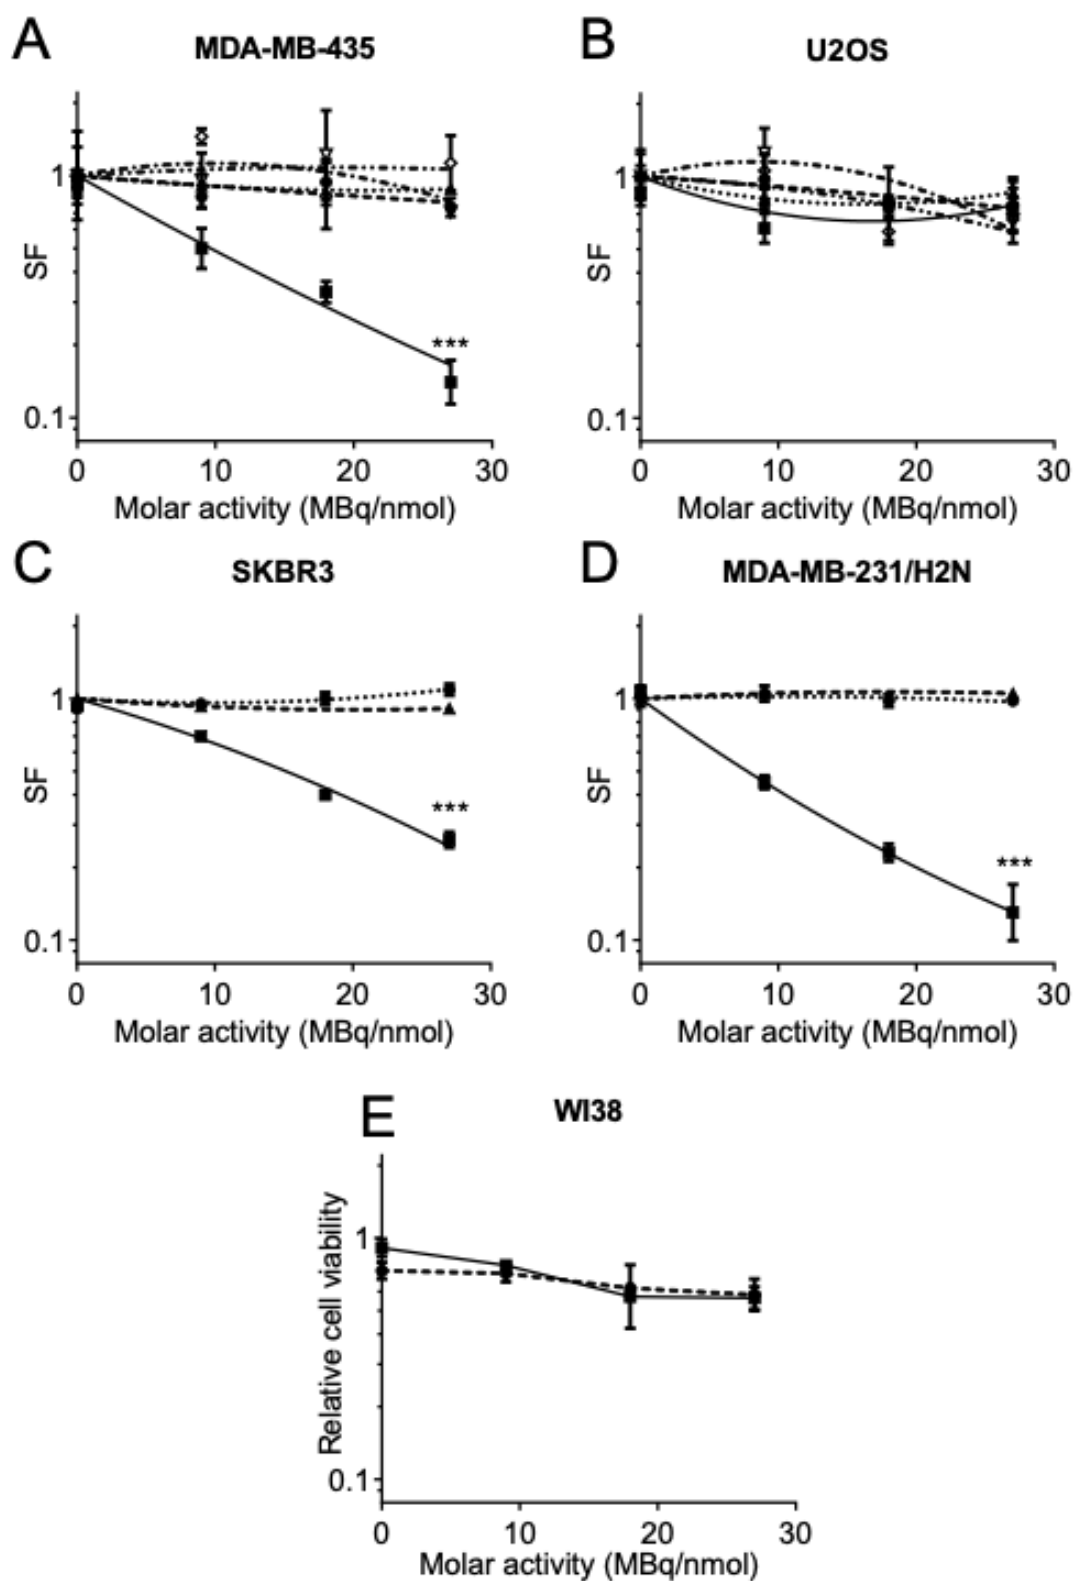 A
MDA-MB-435
1
SF
0.1
***
0 10 20 30
Molar activity (MBq/nmol)
B
U2OS
1
SF
0.1
0 10 20 30
Molar activity (MBq/nmol)
C
SKBR3
1
SF
0.1
***
0 10 20 30
Molar activity (MBq/nmol)
D
MDA-MB-231/H2N
1
SF
0.1
***
0 10 20 30
Molar activity (MBq/nmol)
E
WI38
1
Relative cell viability
0.1
0 10 20 30
Molar activity (MBq/nmol)